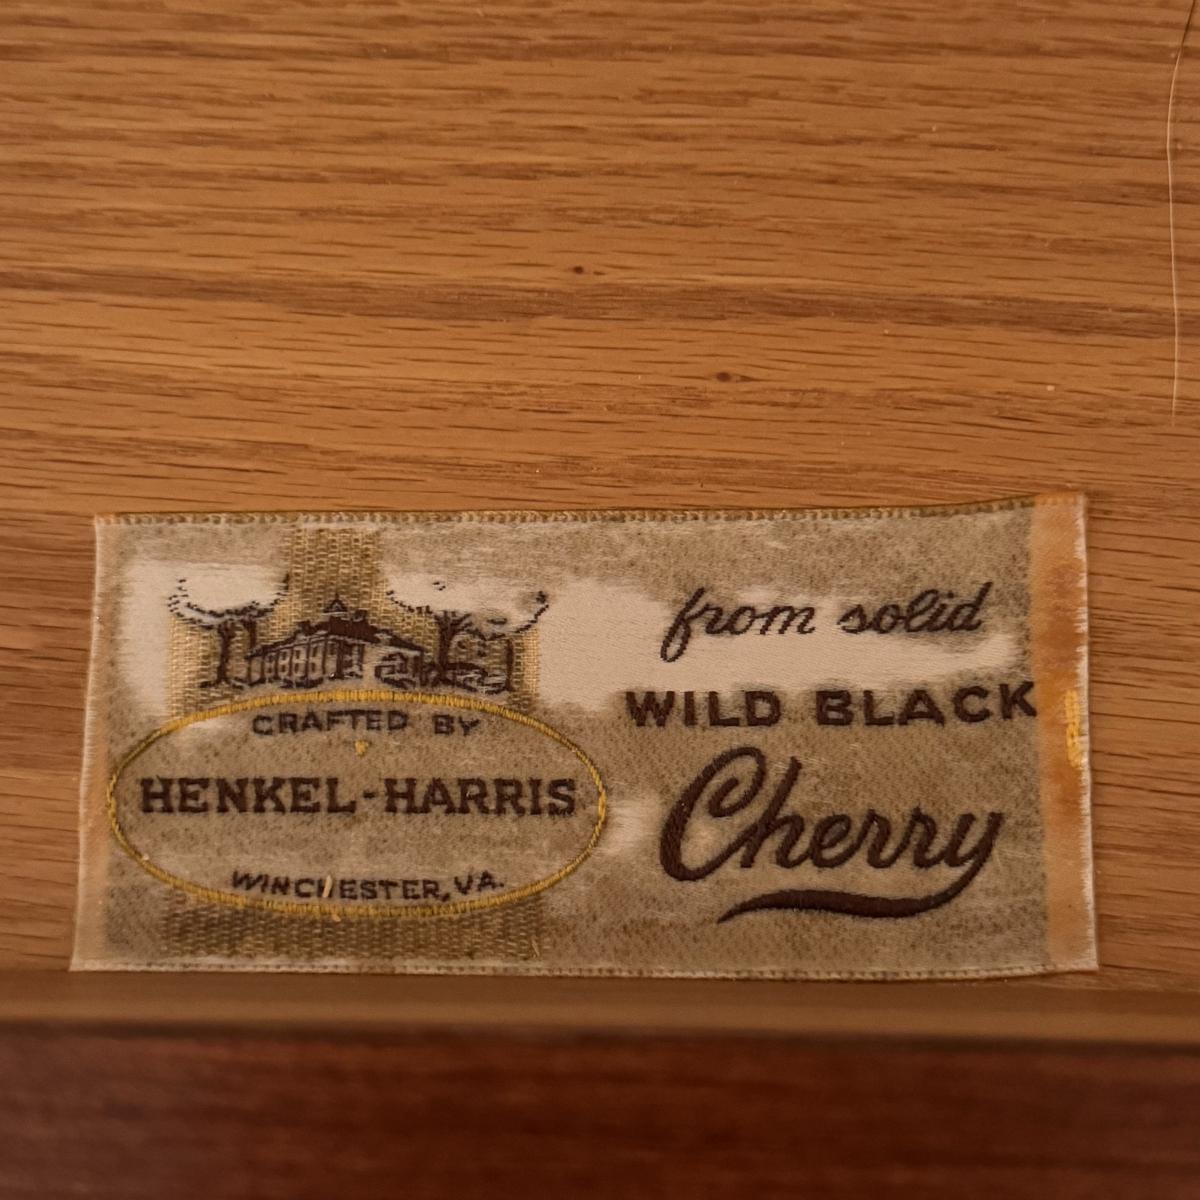 CRAFTED BY
HENKEL-HARRIS
WINCHESTER, VA.
from solid
WILD BLACK
Cherry